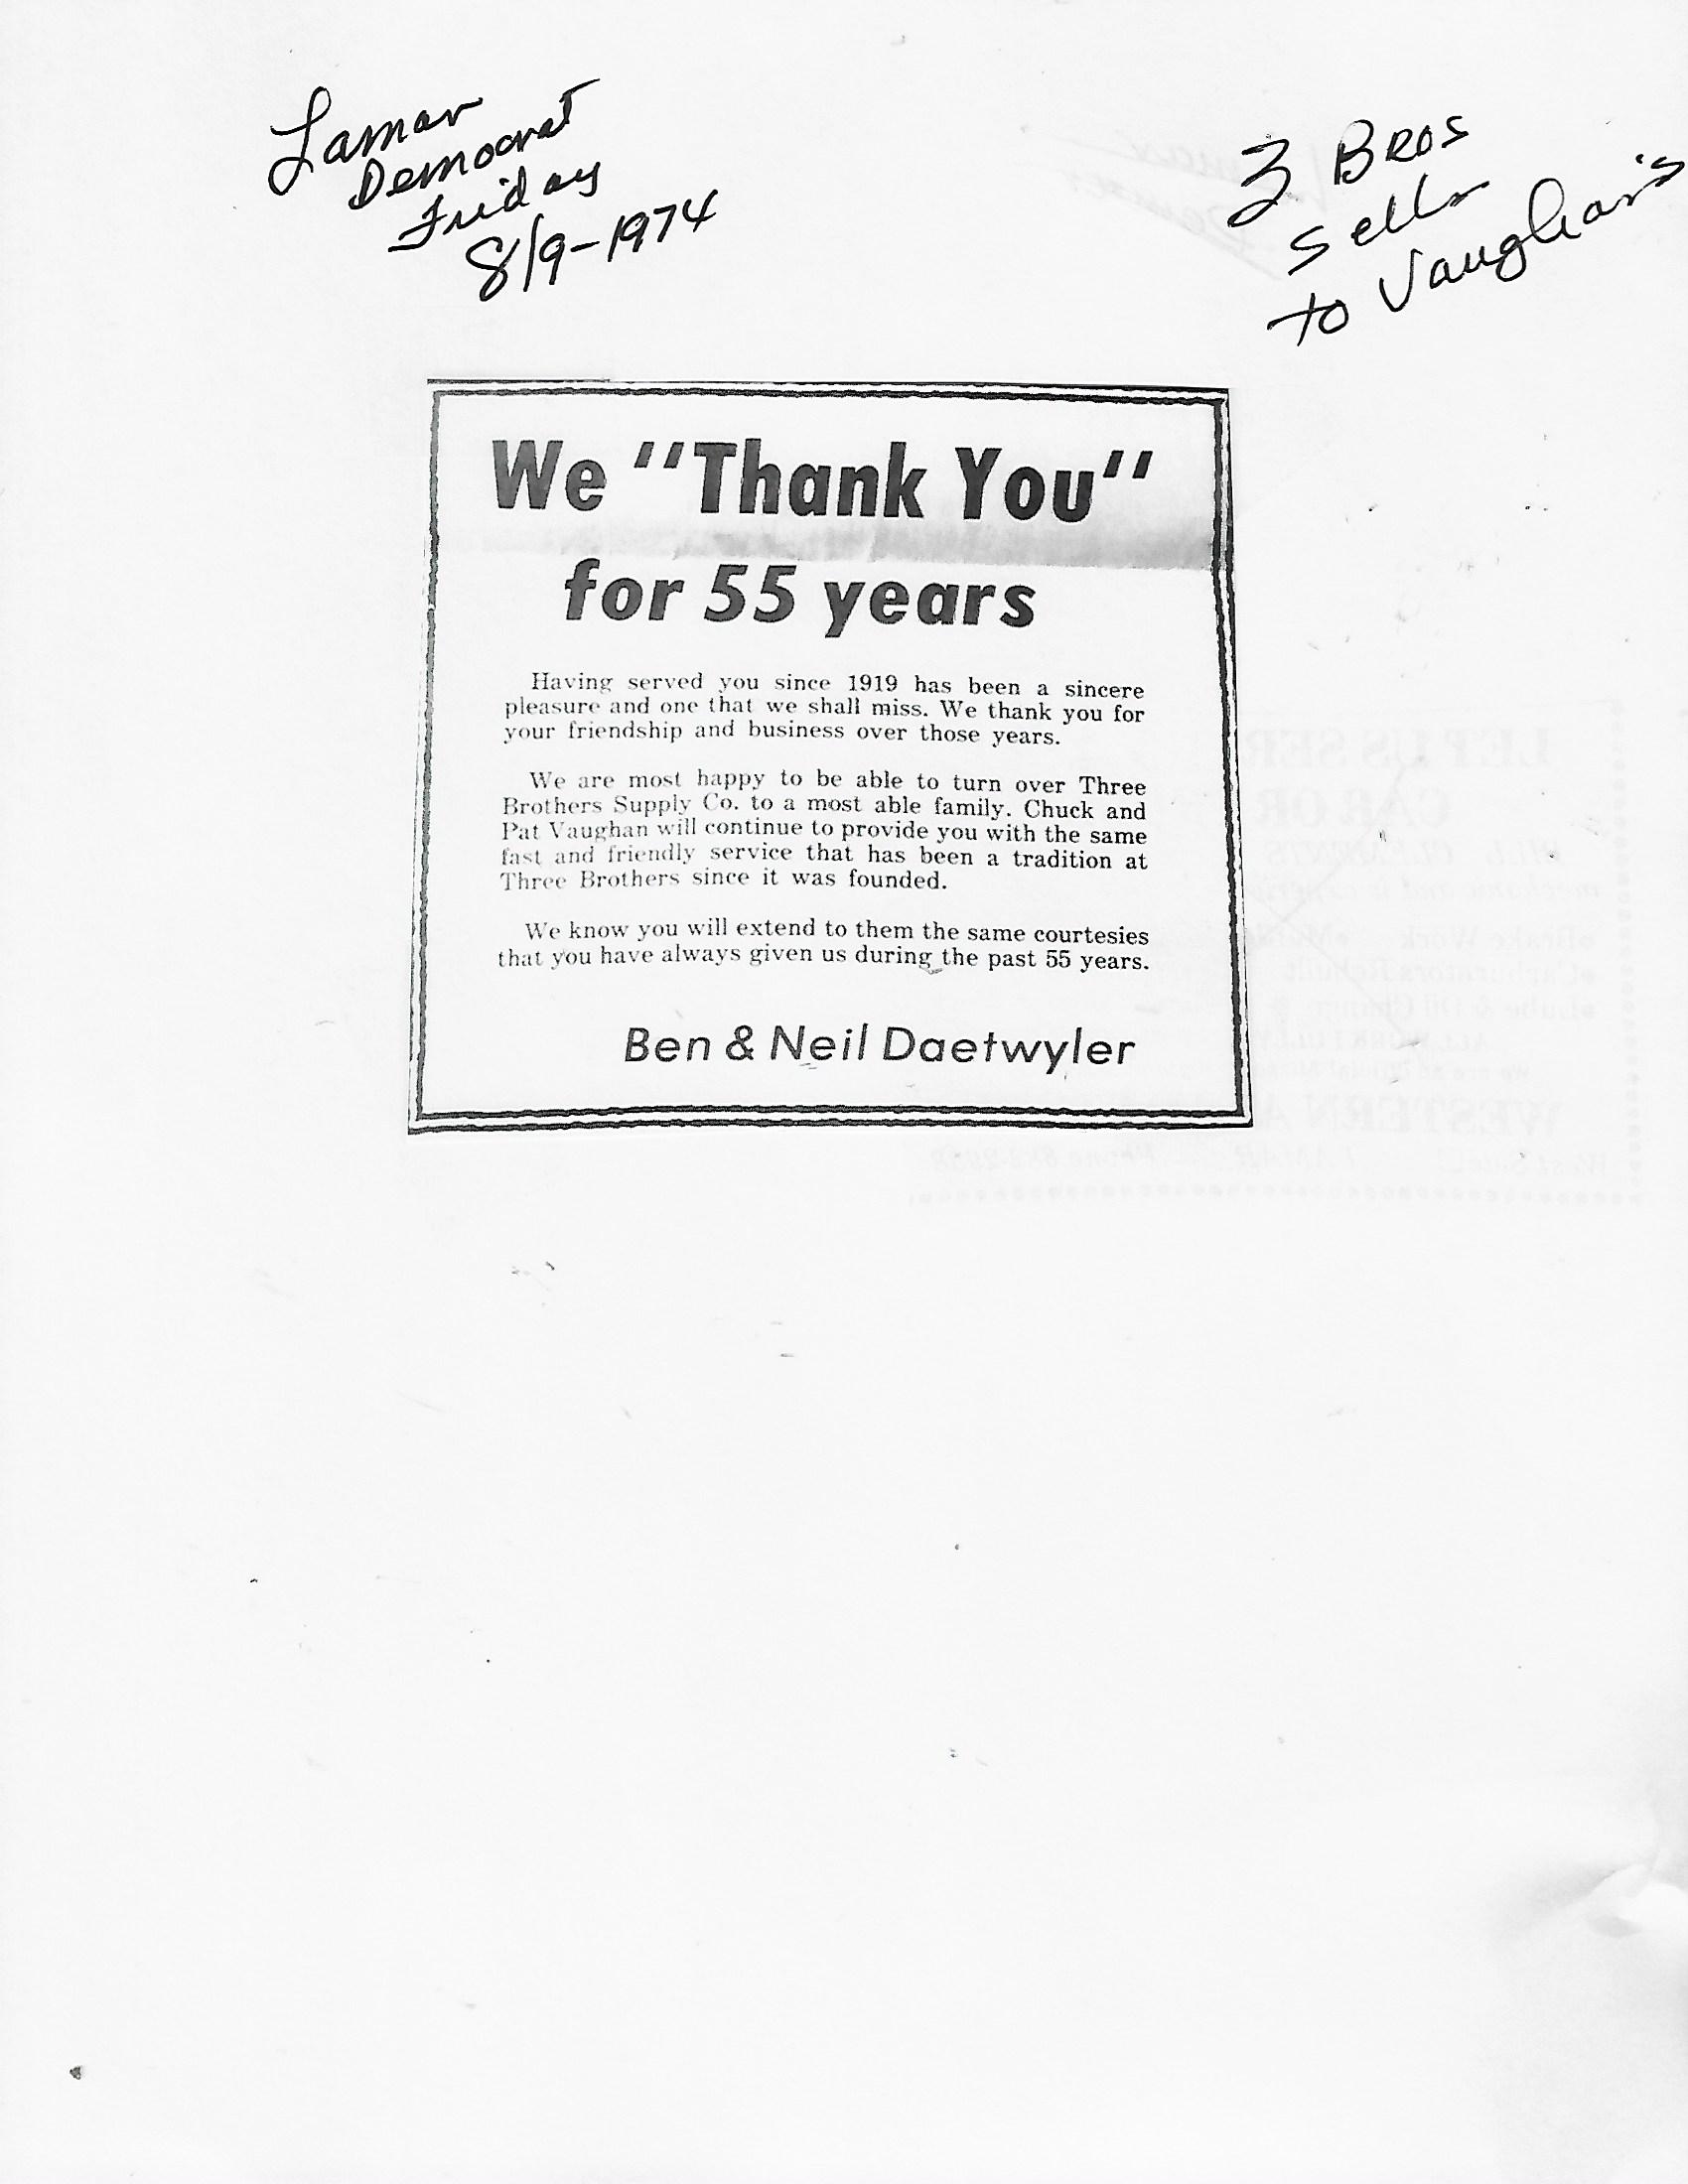 Lamar
Democrat
Friday
8/9-1974
3 Bros
sells
to Vaughan's
We "Thank You"
for 55 years
Having served you since 1919 has been a sincere
pleasure and one that we shall miss. We thank you for
your friendship and business over those years.
We are most happy to be able to turn over Three
Brothers Supply Co. to a most able family. Chuck and
Pat Vaughan will continue to provide you with the same
fast and friendly service that has been a tradition at
Three Brothers since it was founded.
We know you will extend to them the same courtesies
that you have always given us during the past 55 years.
Ben & Neil Daetwyler